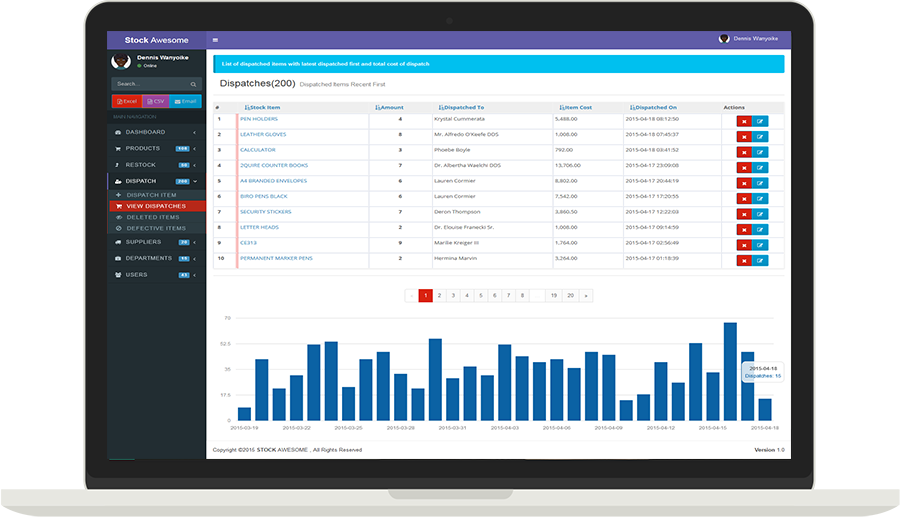 Stock Awesome
Dennis Wanyoike
Dennis Wanyoike
Online
Search...
Excel CSV Email
MAIN NAVIGATION
DASHBOARD
PRODUCTS
RESTOCK
DISPATCH
DISPATCH ITEM
VIEW DISPATCHES
DELETED ITEMS
DEFECTIVE ITEMS
SUPPLIERS
DEPARTMENTS
USERS
List of dispatched items with latest dispatched first and total cost of dispatch
Dispatches(200) Dispatched Items Recent First
# Stock Item Amount Dispatched To Item Cost Dispatched On Actions
1 PEN HOLDERS 4 Krystal Cummerata 5,488.00 2015-04-18 08:12:50
2 LEATHER GLOVES 8 Mr. Alfredo O'Keefe DDS 1,008.00 2015-04-18 07:45:37
3 CALCULATOR 3 Phoebe Boyle 792.00 2015-04-18 03:41:52
4 2QUIRE COUNTER BOOKS 7 Dr. Albertha Waelchi DDS 13,706.00 2015-04-17 23:09:08
5 A4 BRANDED ENVELOPES 6 Lauren Cormier 8,802.00 2015-04-17 20:44:19
6 BIRO PENS BLACK 6 Lauren Cormier 7,542.00 2015-04-17 17:20:55
7 SECURITY STICKERS 7 Deron Thompson 3,860.50 2015-04-17 12:22:03
8 LETTER HEADS 2 Dr. Elouise Franecki Sr. 1,008.00 2015-04-17 09:14:59
9 CE313 9 Marilie Kreiger III 1,764.00 2015-04-17 02:56:49
10 PERMANENT MARKER PENS 2 Hermina Marvin 3,264.00 2015-04-17 01:18:39
« 1 2 3 4 5 6 7 8 19 20 »
70
52.5
35
17.5
0
2015-04-18
Dispatches: 15
2015-03-19 2015-03-22 2015-03-25 2015-03-28 2015-03-31 2015-04-03 2015-04-06 2015-04-09 2015-04-12 2015-04-15 2015-04-18
Copyright ©2015 STOCK AWESOME , All Rights Reserved
Version 1.0